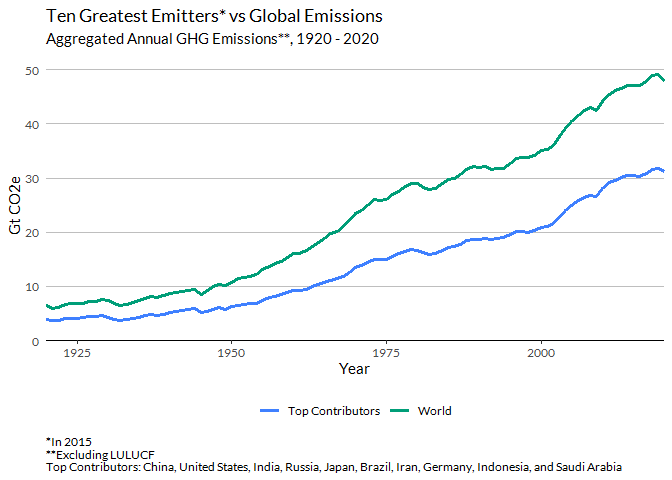 Ten Greatest Emitters* vs Global Emissions
Aggregated Annual GHG Emissions**, 1920 - 2020
50
40
30
20
10
0
Gt CO2e
1925
1950
1975
2000
Year
Top Contributors
World
*In 2015
**Excluding LULUCF
Top Contributors: China, United States, India, Russia, Japan, Brazil, Iran, Germany, Indonesia, and Saudi Arabia